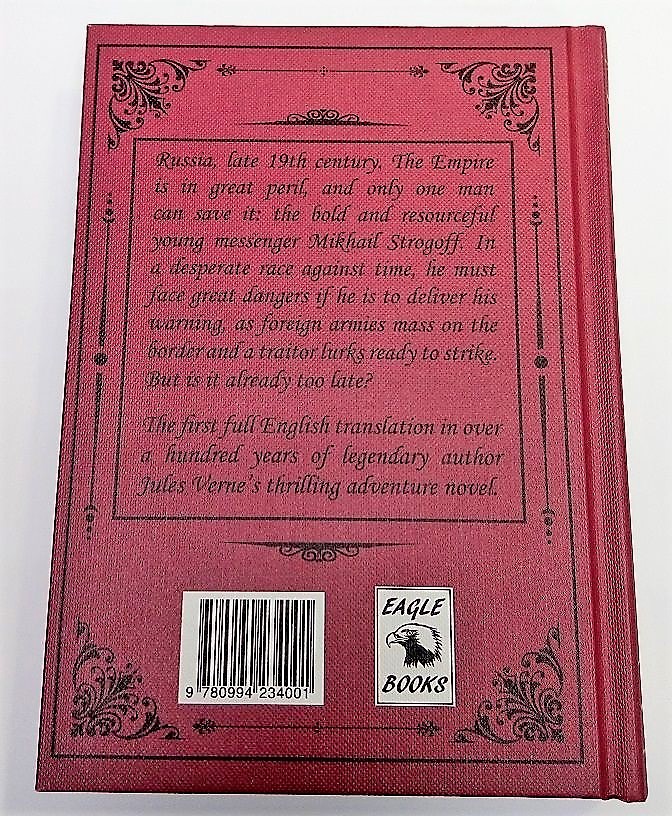 Russia, late 19th century. The Empire
is in great peril, and only one man
can save it: the bold and resourceful
young messenger Mikhail Strogoff. In
a desperate race against time, he must
face great dangers if he is to deliver his
warning, as foreign armies mass on the
border and a traitor lurks ready to strike.
But is it already too late?
The first full English translation in over
a hundred years of legendary author
Jules Verne's thrilling adventure novel.
9 780994 234001
EAGLE
BOOKS